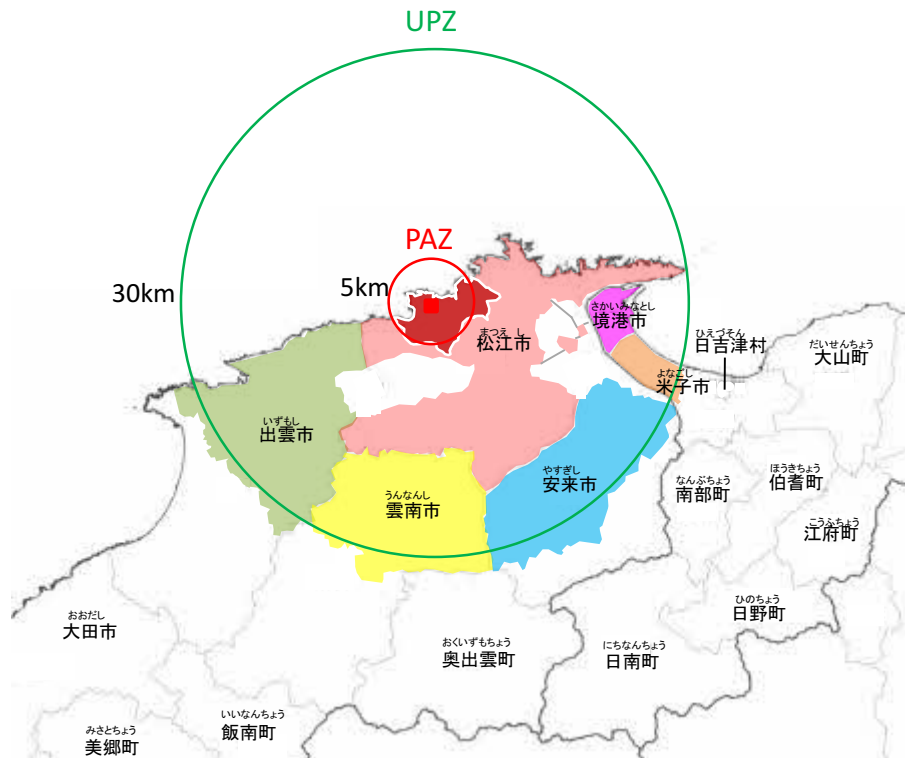 UPZ
PAZ
30km
5km
さかいみなとし
境港市
まつえ し
松江市
ひえづそん
日吉津村
だいせんちょう
大山町
よなごし
米子市
いずもし
出雲市
やすぎし
安来市
なんぶちょう
南部町
ほうきちょう
伯耆町
うんなんし
雲南市
こうふちょう
江府町
ひのちょう
日野町
おおだし
大田市
おくいずもちょう
奥出雲町
にちなんちょう
日南町
みさとちょう
美郷町
いいなんちょう
飯南町